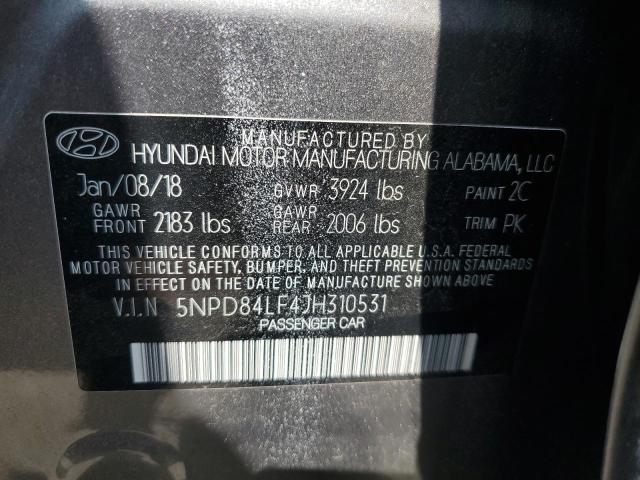 MANUFACTURED BY
HYUNDAI MOTOR MANUFACTURING ALABAMA, LLC
Jan/08/18 GVWR 3924 lbs PAINT 2C
GAWR FRONT 2183 lbs GAWR REAR 2006 lbs TRIM PK
THIS VEHICLE CONFORMS TO ALL APPLICABLE U.S.A. FEDERAL
MOTOR VEHICLE SAFETY, BUMPER, AND THEFT PREVENTION STANDARDS
IN EFFECT ON THE DATE OF MANUFACTURE SHOWN ABOVE.
V.I.N 5NPD84LF4JH310531
PASSENGER CAR